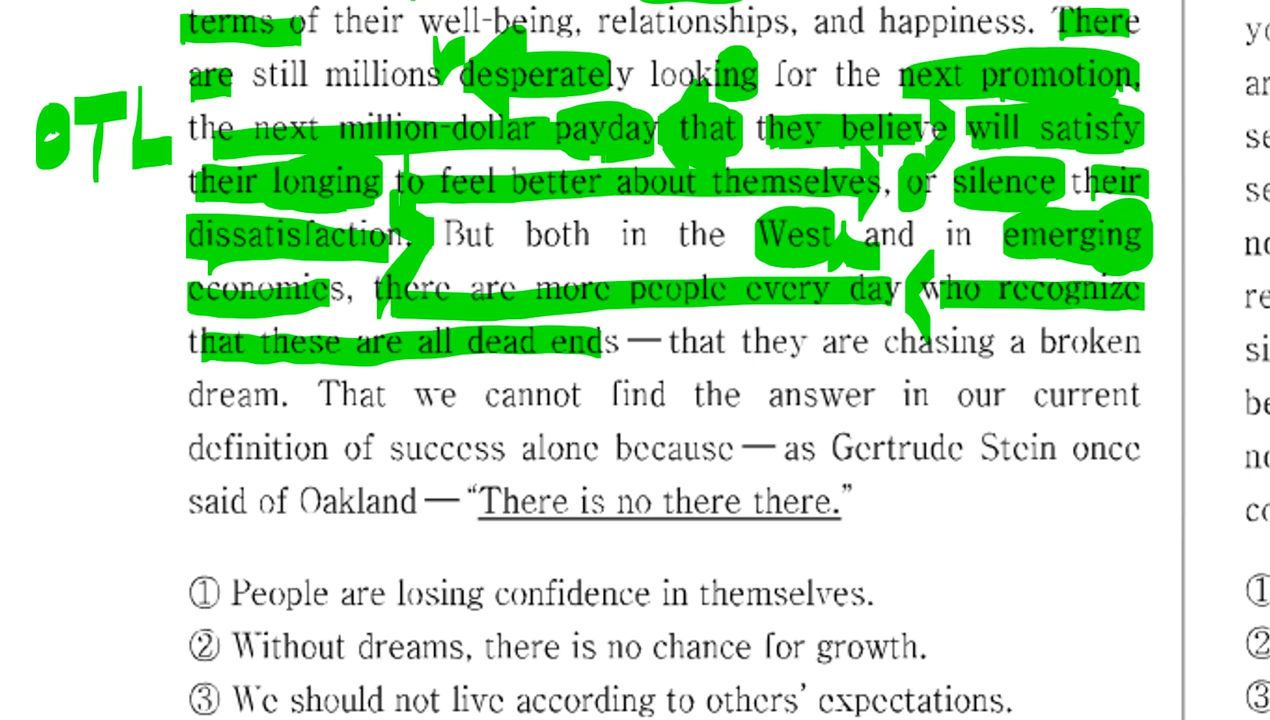 terms of their well-being, relationships, and happiness. There
are still millions desperately looking for the next promotion,
OTL
the next million-dollar payday that they believe will satisfy
their longing to feel better about themselves, or silence their
dissatisfaction. But both in the West and in emerging
economies, there are more people every day who recognize
that these are all dead ends — that they are chasing a broken
dream. That we cannot find the answer in our current
definition of success alone because — as Gertrude Stein once
said of Oakland — “There is no there there.”
① People are losing confidence in themselves.
② Without dreams, there is no chance for growth.
③ We should not live according to others’ expectations.
①
②
③